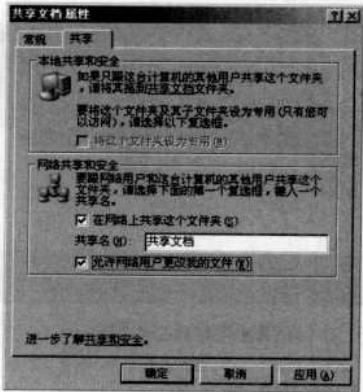 共享文档 属性
常规 共享
本地共享和安全
如果只跟这台计算机的其他用户共享这个文件夹
，请将其拖到共享文档文件夹。
要将这个文件夹及其子文件夹设为专用(只有您可
以访问)，请选择以下复选框。
将这个文件夹设为专用(M)
网络共享和安全
要跟网络用户和这台计算机的其他用户共享这个
文件夹，请选择下面的第一个复选框，键入一个
共享名。
在网络上共享这个文件夹(S)
共享名(H): 共享文档
允许网络用户更改我的文件(W)
进一步了解共享和安全。
确定 取消 应用(A)